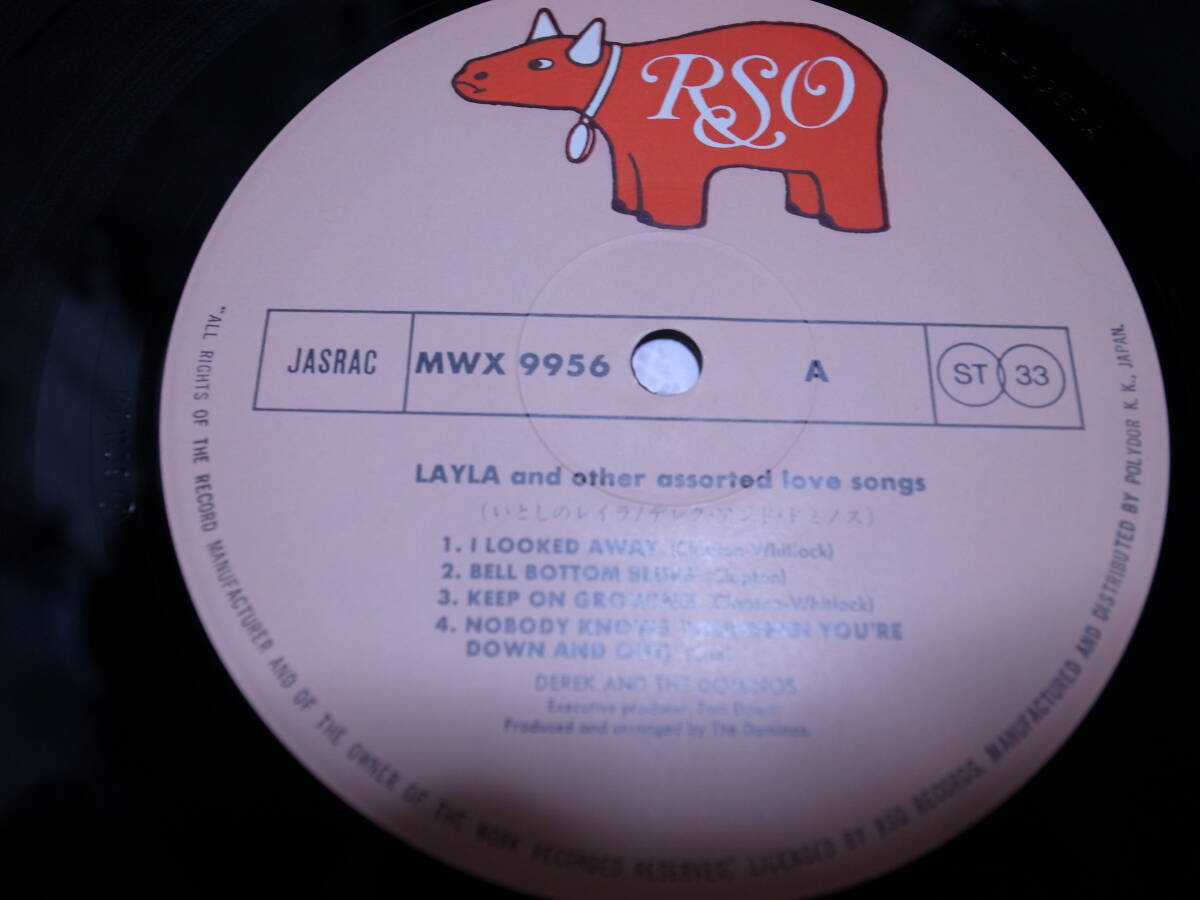 RSO
JASRAC MWX 9956 A ST 33
LAYLA and other assorted love songs
(いとしのレイラ/デレク・アンド・ドミノス)
1. I LOOKED AWAY (Clapton-Whitlock)
2. BELL BOTTOM BLUES (Clapton)
3. KEEP ON GROWING (Clapton-Whitlock)
4. NOBODY KNOWS YOU WHEN YOU'RE
DOWN AND OUT
DEREK AND THE DOMINOS
Executive producer: Tom Dowd
Produced and arranged by The Dominos
"ALL RIGHTS OF THE RECORD MANUFACTURER AND OF THE OWNER OF THE WORK RECORDED RESERVED", LICENSED BY RSO RECORDS, MANUFACTURED AND DISTRIBUTED BY POLYDOR K. K., JAPAN.